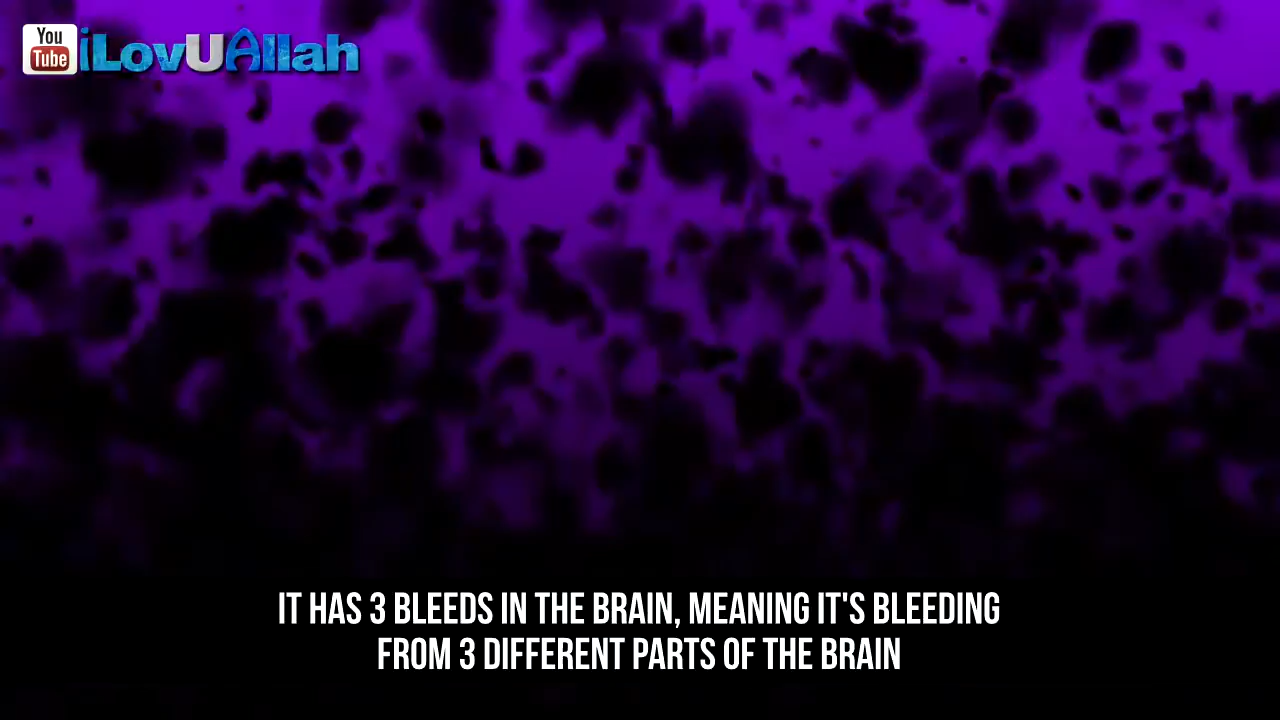 You
Tube
iLovUAllah
IT HAS 3 BLEEDS IN THE BRAIN, MEANING IT'S BLEEDING
FROM 3 DIFFERENT PARTS OF THE BRAIN